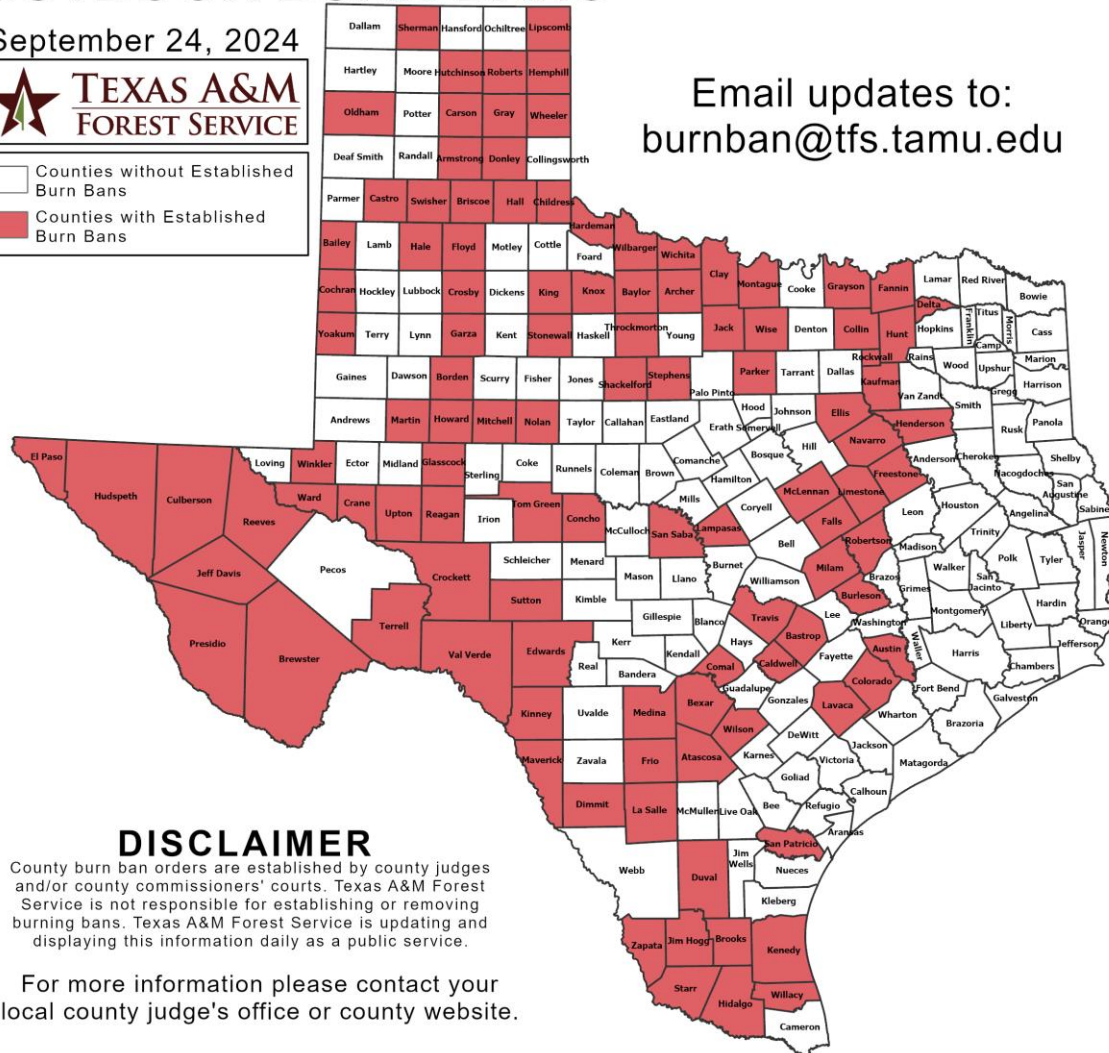 September 24, 2024
TEXAS A&M
FOREST SERVICE
Counties without Established
Burn Bans
Counties with Established
Burn Bans
Email updates to:
burnban@tfs.tamu.edu
Dallam Sherman Hansford Ochiltree Lipscomb
Hartley Moore Hutchinson Roberts Hemphill
Oldham Potter Carson Gray Wheeler
Deaf Smith Randall Armstrong Donley Collingsworth
Parmer Castro Swisher Briscoe Hall Childress
Hardeman
Bailey Lamb Hale Floyd Motley Cottle Foard Wilbarger Wichita
Clay Montague Cooke Grayson Fannin Lamar Red River Bowie
Cochran Hockley Lubbock Crosby Dickens King Knox Baylor Archer
Delta Franklin Titus Morris Cass
Yoakum Terry Lynn Garza Kent Stonewall Haskell Throckmorton Young Jack Wise Denton Collin Hunt Hopkins Camp
Rockwall Rains Wood Upshur Marion
Gaines Dawson Borden Scurry Fisher Jones Shackelford Stephens Palo Pinto Parker Tarrant Dallas Kaufman Van Zandt Gregg Harrison
Andrews Martin Howard Mitchell Nolan Taylor Callahan Eastland Erath Hood Somervell Johnson Ellis Henderson Smith Rusk Panola
El Paso Hudspeth Culberson Reeves Loving Winkler Ector Midland Glasscock Sterling Coke Runnels Coleman Brown Comanche Hamilton Bosque Hill Navarro Freestone Anderson Cherokee Nacogdoches Shelby
San Augustine Sabine
Ward Crane Upton Reagan Irion Tom Green Concho McCulloch San Saba Mills Lampasas Coryell McLennan Limestone Falls Leon Houston Angelina
Jeff Davis Pecos Crockett Schleicher Menard Mason Llano Burnet Bell Milam Robertson Madison Trinity Polk Tyler Jasper Newton
Presidio Brewster Terrell Val Verde Sutton Kimble Gillespie Blanco Williamson Travis Lee Burleson Brazos Grimes Walker San Jacinto Hardin Orange
Edwards Kerr Kendall Hays Bastrop Washington Montgomery Liberty Jefferson
Real Bandera Comal Caldwell Fayette Austin Waller Harris Chambers
Kinney Uvalde Medina Bexar Guadalupe Gonzales Lavaca Colorado Fort Bend Galveston
Wilson Wharton Brazoria
Maverick Zavala Frio Atascosa Karnes DeWitt Jackson Matagorda
Victoria Goliad Calhoun
Dimmit La Salle McMullen Live Oak Bee Refugio Aransas
San Patricio
Webb Duval Jim Wells Nueces
Kleberg
Zapata Jim Hogg Brooks Kenedy
Starr Hidalgo Willacy
Cameron
DISCLAIMER
County burn ban orders are established by county judges
and/or county commissioners' courts. Texas A&M Forest
Service is not responsible for establishing or removing
burning bans. Texas A&M Forest Service is updating and
displaying this information daily as a public service.
For more information please contact your
local county judge's office or county website.